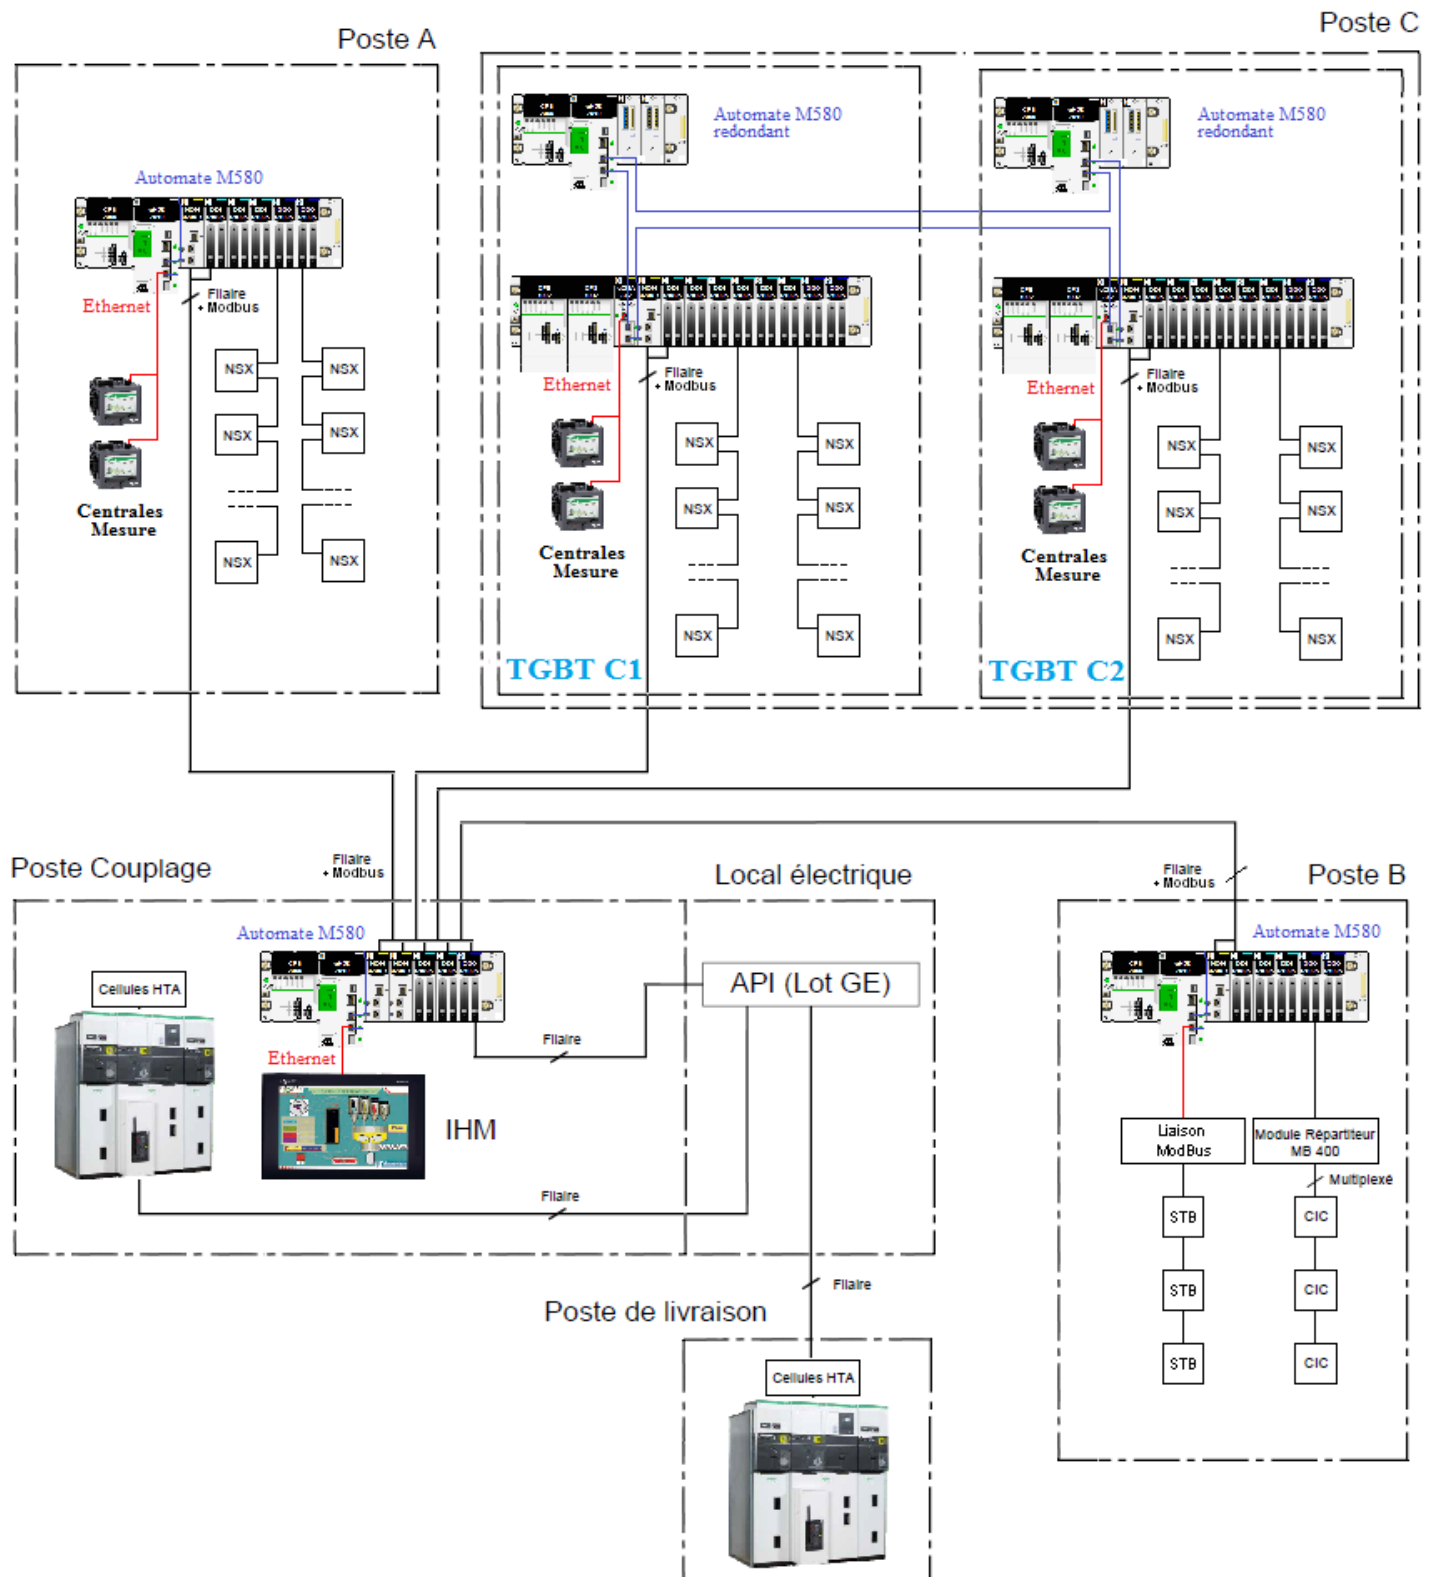 Poste A
Automate M580
Ethernet
Filaire
+ Modbus
NSX
NSX
NSX
NSX
NSX
NSX
Centrales
Mesure
Poste C
Automate M580
redondant
Automate M580
redondant
Ethernet
Filaire
+ Modbus
NSX
NSX
NSX
NSX
NSX
NSX
Centrales
Mesure
TGBT C1
Ethernet
Filaire
+ Modbus
NSX
NSX
NSX
NSX
NSX
NSX
Centrales
Mesure
TGBT C2
Poste Couplage
Filaire
+ Modbus
Automate M580
Cellules HTA
Ethernet
IHM
Filaire
Filaire
Local électrique
API (Lot GE)
Filaire
Poste de livraison
Cellules HTA
Filaire
+ Modbus
Poste B
Automate M580
Liaison
ModBus
Module Répartiteur
MB 400
Multiplexé
STB
CIC
STB
CIC
STB
CIC